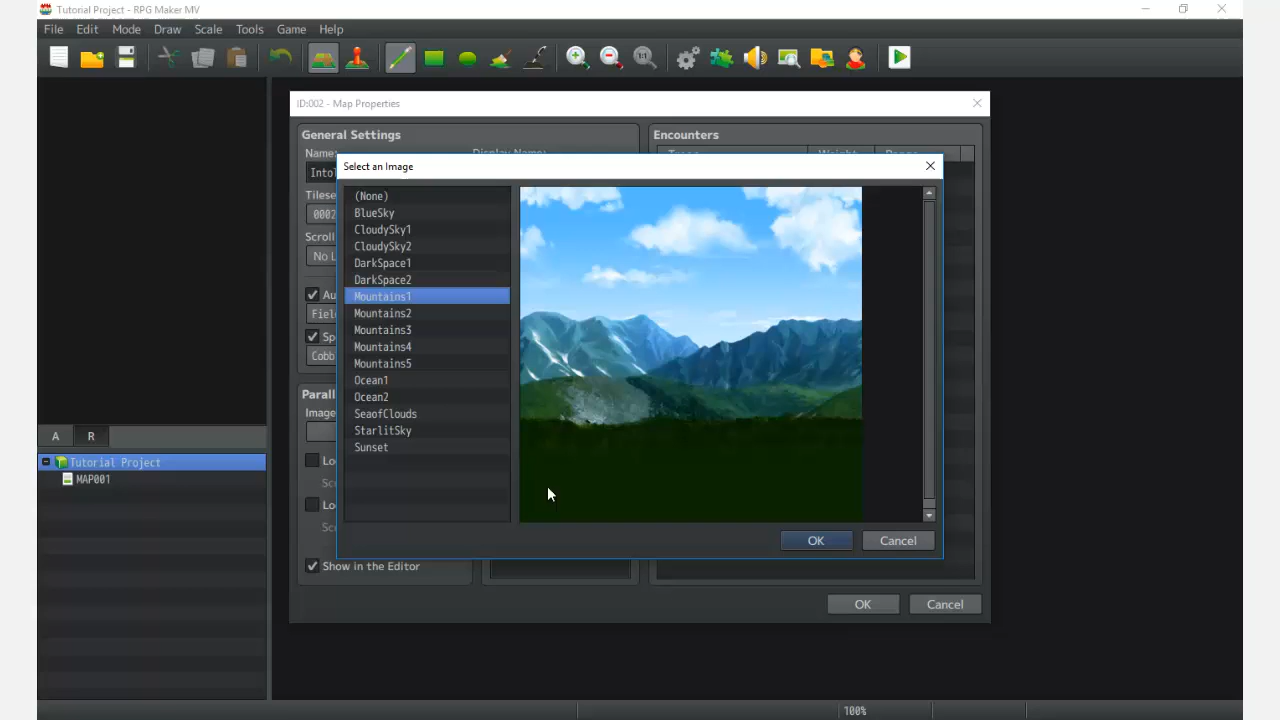 Tutorial Project - RPG Maker MV
File Edit Mode Draw Scale Tools Game Help
ID:002 - Map Properties
General Settings
Encounters
Name:
Display Name:
Troop
Weight
Range
Select an Image
Into
Tilese
0002
Scroll
No L
Au
Fiel
Sp
Cobb
Parall
Image
Lo
Sc
Lo
Sc
(None)
BlueSky
CloudySky1
CloudySky2
DarkSpace1
DarkSpace2
Mountains1
Mountains2
Mountains3
Mountains4
Mountains5
Ocean1
Ocean2
SeaofClouds
StarlitSky
Sunset
OK Cancel
Show in the Editor
OK Cancel
A R
Tutorial Project
MAP001
100%